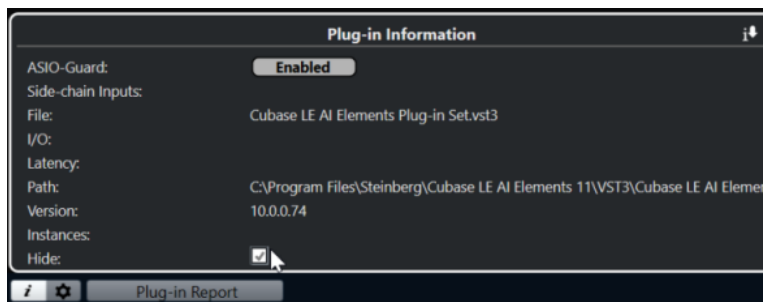 Plug-in Information
ASIO-Guard: Enabled
Side-chain Inputs:
File: Cubase LE AI Elements Plug-in Set.vst3
I/O:
Latency:
Path: C:\Program Files\Steinberg\Cubase LE AI Elements 11\VST3\Cubase LE AI Elemen
Version: 10.0.0.74
Instances:
Hide:
i Plug-in Report